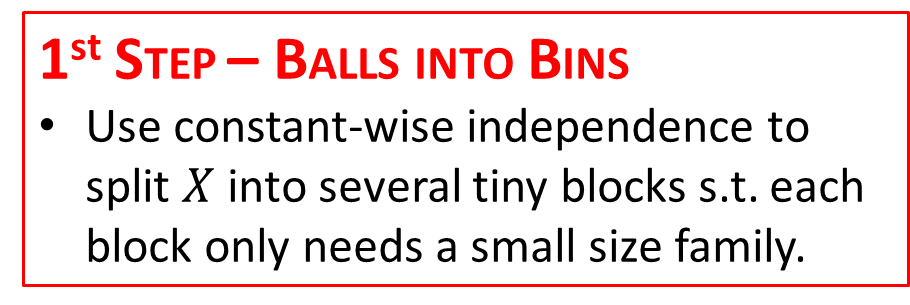 1st STEP – BALLS INTO BINS
• Use constant-wise independence to
split X into several tiny blocks s.t. each
block only needs a small size family.